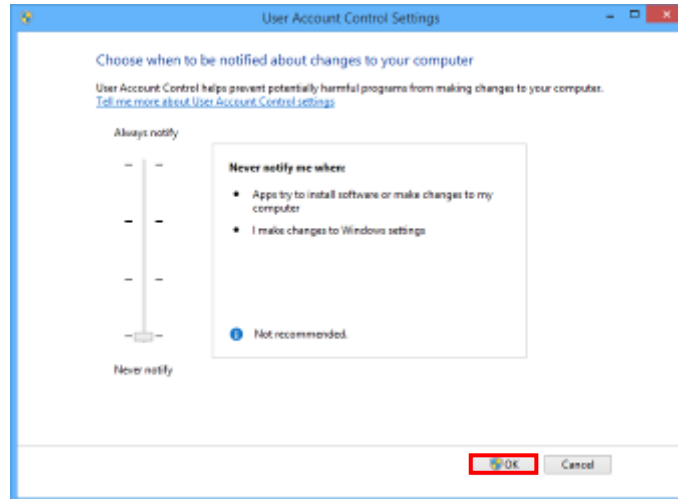 User Account Control Settings
Choose when to be notified about changes to your computer
User Account Control helps prevent potentially harmful programs from making changes to your computer.
Tell me more about User Account Control settings
Always notify
Never notify me when:
• Apps try to install software or make changes to my
computer
• I make changes to Windows settings
Not recommended.
Never notify
OK Cancel